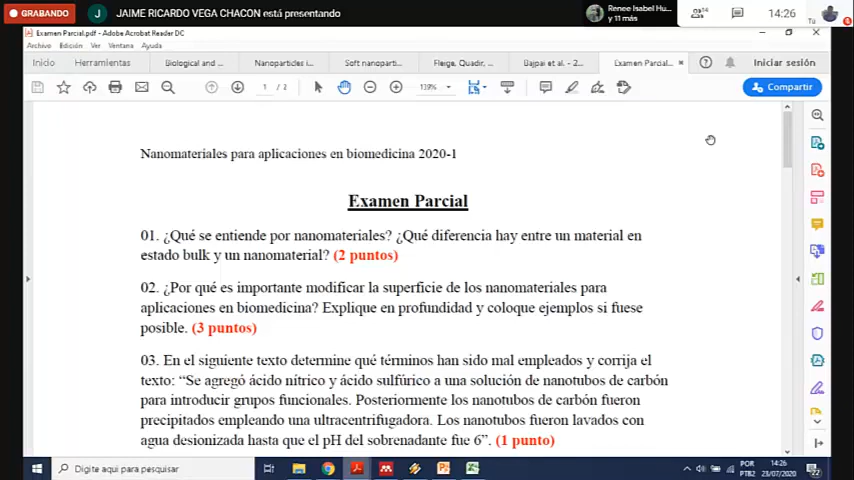 GRABANDO
J
JAIME RICARDO VEGA CHACON está presentando
Renee Isabel Hu...
y 11 más
14
14:26
Tú
Examen Parcial.pdf - Adobe Acrobat Reader DC
Archivo Edición Ver Ventana Ayuda
Inicio Herramientas Biological and ... Nanoparticles i... Soft nanoparti... Fleige, Quadir, ... Bajpai et al. - 2... Examen Parcial... × Iniciar sesión
1 / 2 139% Compartir
Nanomateriales para aplicaciones en biomedicina 2020-1
Examen Parcial
01. ¿Qué se entiende por nanomateriales? ¿Qué diferencia hay entre un material en
estado bulk y un nanomaterial? (2 puntos)
02. ¿Por qué es importante modificar la superficie de los nanomateriales para
aplicaciones en biomedicina? Explique en profundidad y coloque ejemplos si fuese
posible. (3 puntos)
03. En el siguiente texto determine qué términos han sido mal empleados y corrija el
texto: “Se agregó ácido nítrico y ácido sulfúrico a una solución de nanotubos de carbón
para introducir grupos funcionales. Posteriormente los nanotubos de carbón fueron
precipitados empleando una ultracentrifugadora. Los nanotubos fueron lavados con
agua desionizada hasta que el pH del sobrenadante fue 6”. (1 punto)
Digite aqui para pesquisar
POR
PTB2
14:26
23/07/2020
22